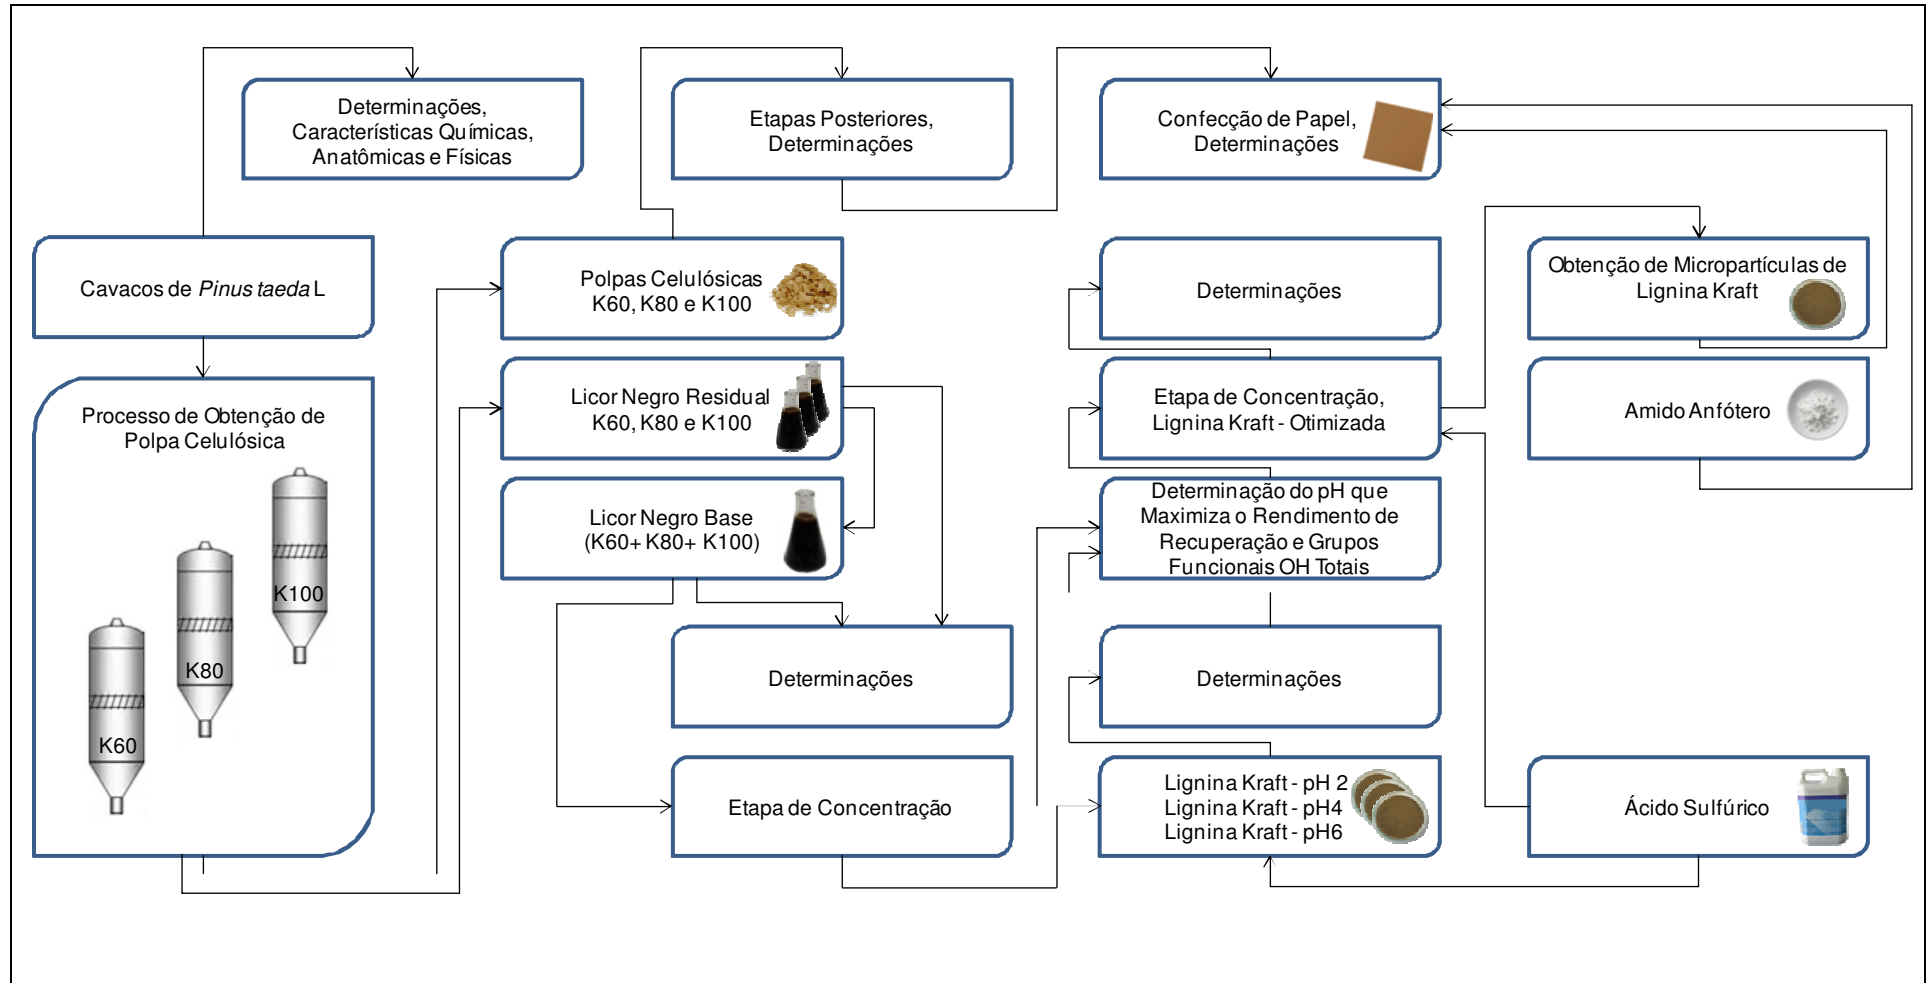 Determinações,
Características Químicas,
Anatômicas e Físicas
Etapas Posteriores,
Determinações
Confecção de Papel,
Determinações
Cavacos de Pinus taeda L
Polpas Celulósicas
K60, K80 e K100
Determinações
Obtenção de Micropartículas de
Lignina Kraft
Processo de Obtenção de
Polpa Celulósica
K100
K80
K60
Licor Negro Residual
K60, K80 e K100
Etapa de Concentração,
Lignina Kraft - Otimizada
Amido Anfótero
Licor Negro Base
(K60+ K80+ K100)
Determinação do pH que
Maximiza o Rendimento de
Recuperação e Grupos
Funcionais OH Totais
Determinações
Determinações
Etapa de Concentração
Lignina Kraft - pH 2
Lignina Kraft - pH4
Lignina Kraft - pH6
Ácido Sulfúrico